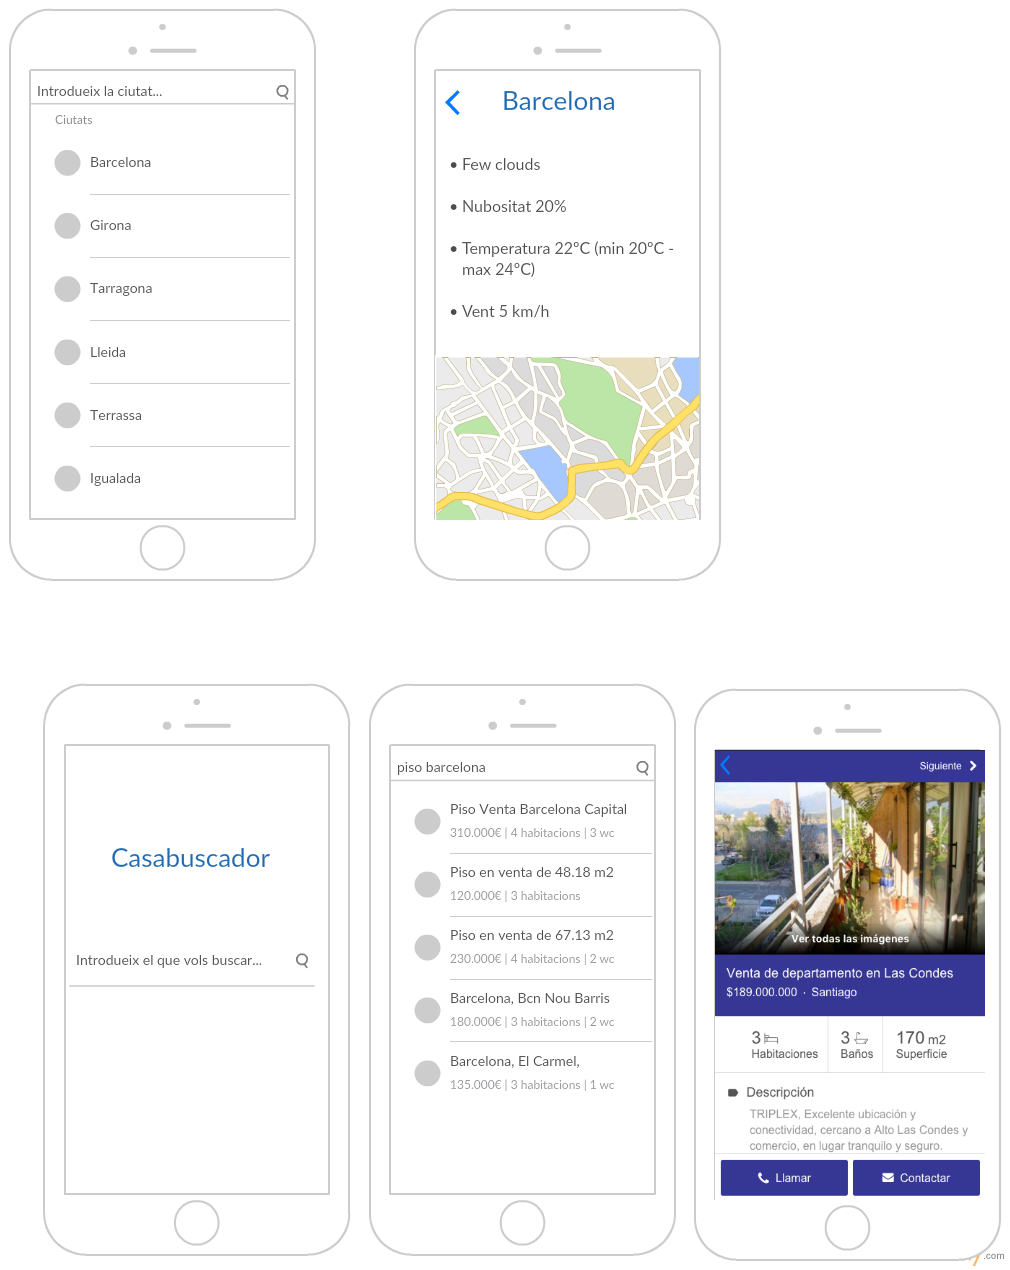 Introdueix la ciutat...
Ciutats
Barcelona
Girona
Tarragona
Lleida
Terrassa
Igualada
Barcelona
• Few clouds
• Nubositat 20%
• Temperatura 22°C (min 20°C -
max 24°C)
• Vent 5 km/h
Casabuscador
Introdueix el que vols buscar...
piso barcelona
Piso Venta Barcelona Capital
310.000€ | 4 habitacions | 3 wc
Piso en venta de 48.18 m2
120.000€ | 3 habitacions
Piso en venta de 67.13 m2
230.000€ | 4 habitacions | 2 wc
Barcelona, Bcn Nou Barris
180.000€ | 3 habitacions | 2 wc
Barcelona, El Carmel,
135.000€ | 3 habitacions | 1 wc
Siguiente
Ver todas las imágenes
Venta de departamento en Las Condes
$189.000.000 · Santiago
3 Habitaciones
3 Baños
170 m2 Superficie
Descripción
TRIPLEX, Excelente ubicación y
conectividad, cercano a Alto Las Condes y
comercio, en lugar tranquilo y seguro.
Llamar
Contactar
.com